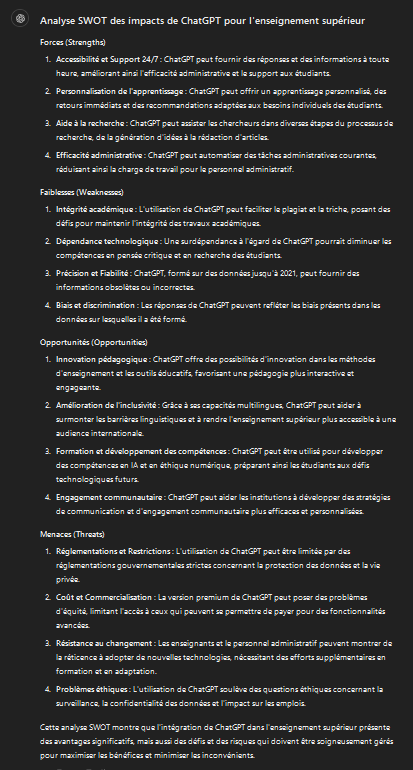 Analyse SWOT des impacts de ChatGPT pour l'enseignement supérieur
Forces (Strengths)
1. Accessibilité et Support 24/7 : ChatGPT peut fournir des réponses et des informations à toute
heure, améliorant ainsi l'efficacité administrative et le support aux étudiants.
2. Personnalisation de l'apprentissage : ChatGPT peut offrir un apprentissage personnalisé, des
retours immédiats et des recommandations adaptées aux besoins individuels des étudiants.
3. Aide à la recherche : ChatGPT peut assister les chercheurs dans diverses étapes du processus de
recherche, de la génération d'idées à la rédaction d'articles.
4. Efficacité administrative : ChatGPT peut automatiser des tâches administratives courantes,
réduisant ainsi la charge de travail pour le personnel administratif.
Faiblesses (Weaknesses)
1. Intégrité académique : L'utilisation de ChatGPT peut faciliter le plagiat et la triche, posant des
défis pour maintenir l'intégrité des travaux académiques.
2. Dépendance technologique : Une surdépendance à l'égard de ChatGPT pourrait diminuer les
compétences en pensée critique et en recherche des étudiants.
3. Précision et Fiabilité : ChatGPT, formé sur des données jusqu'à 2021, peut fournir des
informations obsolètes ou incorrectes.
4. Biais et discrimination : Les réponses de ChatGPT peuvent refléter les biais présents dans les
données sur lesquelles il a été formé.
Opportunités (Opportunities)
1. Innovation pédagogique : ChatGPT offre des possibilités d'innovation dans les méthodes
d'enseignement et les outils éducatifs, favorisant une pédagogie plus interactive et
engageante.
2. Amélioration de l'inclusivité : Grâce à ses capacités multilingues, ChatGPT peut aider à
surmonter les barrières linguistiques et à rendre l'enseignement supérieur plus accessible à une
audience internationale.
3. Formation et développement des compétences : ChatGPT peut être utilisé pour développer
des compétences en IA et en éthique numérique, préparant ainsi les étudiants aux défis
technologiques futurs.
4. Engagement communautaire : ChatGPT peut aider les institutions à développer des stratégies
de communication et d'engagement communautaire plus efficaces et personnalisées.
Menaces (Threats)
1. Réglementations et Restrictions : L'utilisation de ChatGPT peut être limitée par des
réglementations gouvernementales strictes concernant la protection des données et la vie
privée.
2. Coût et Commercialisation : La version premium de ChatGPT peut poser des problèmes
d'équité, limitant l'accès à ceux qui peuvent se permettre de payer pour des fonctionnalités
avancées.
3. Résistance au changement : Les enseignants et le personnel administratif peuvent montrer de
la réticence à adopter de nouvelles technologies, nécessitant des efforts supplémentaires en
formation et en adaptation.
4. Problèmes éthiques : L'utilisation de ChatGPT soulève des questions éthiques concernant la
surveillance, la confidentialité des données et l'impact sur les emplois.
Cette analyse SWOT montre que l'intégration de ChatGPT dans l'enseignement supérieur présente
des avantages significatifs, mais aussi des défis et des risques qui doivent être soigneusement gérés
pour maximiser les bénéfices et minimiser les inconvénients.